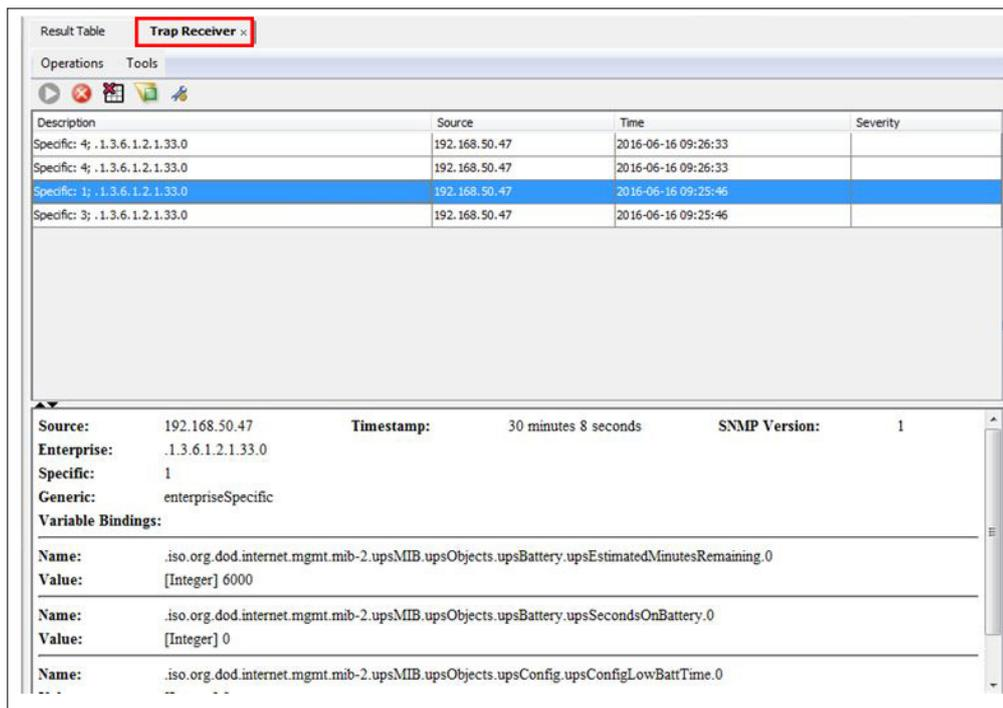 Result Table Trap Receiver ×
Operations Tools
Description Source Time Severity
Specific: 4; .1.3.6.1.2.1.33.0 192.168.50.47 2016-06-16 09:26:33
Specific: 4; .1.3.6.1.2.1.33.0 192.168.50.47 2016-06-16 09:26:33
Specific: 1; .1.3.6.1.2.1.33.0 192.168.50.47 2016-06-16 09:25:46
Specific: 3; .1.3.6.1.2.1.33.0 192.168.50.47 2016-06-16 09:25:46
Source: 192.168.50.47 Timestamp: 30 minutes 8 seconds SNMP Version: 1
Enterprise: .1.3.6.1.2.1.33.0
Specific: 1
Generic: enterpriseSpecific
Variable Bindings:
Name: .iso.org.dod.internet.mgmt.mib-2.upsMIB.upsObjects.upsBattery.upsEstimatedMinutesRemaining.0
Value: [Integer] 6000
Name: .iso.org.dod.internet.mgmt.mib-2.upsMIB.upsObjects.upsBattery.upsSecondsOnBattery.0
Value: [Integer] 0
Name: .iso.org.dod.internet.mgmt.mib-2.upsMIB.upsObjects.upsConfig.upsConfigLowBattTime.0